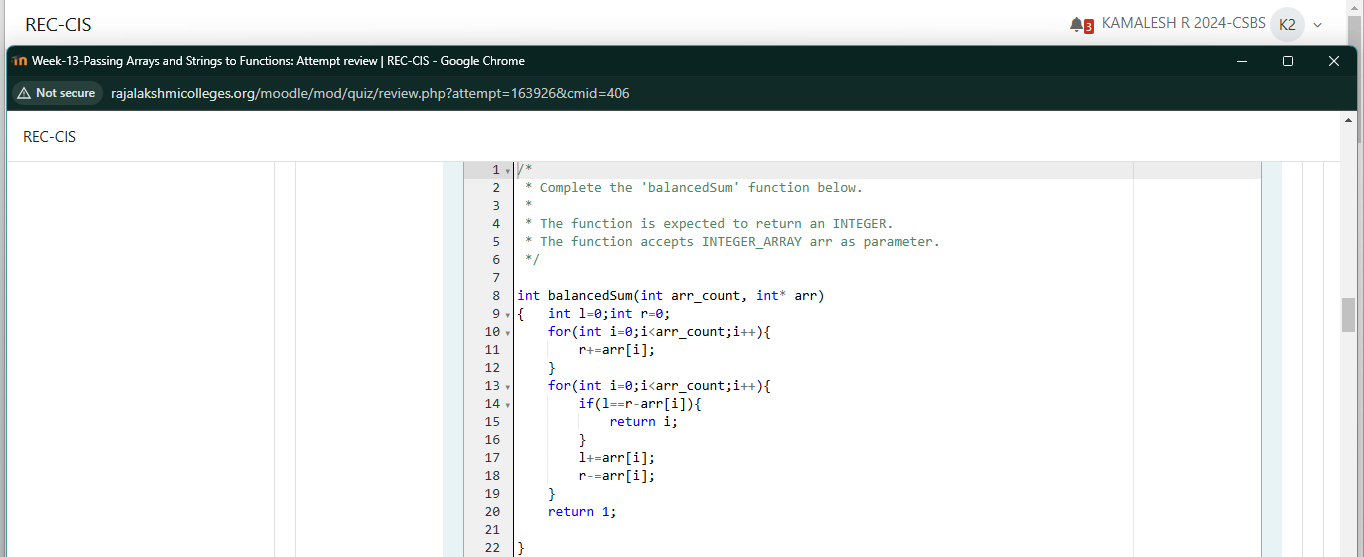 REC-CIS
3 KAMALESH R 2024-CSBS K2
Week-13-Passing Arrays and Strings to Functions: Attempt review | REC-CIS - Google Chrome
Not secure rajalakshmicolleges.org/moodle/mod/quiz/review.php?attempt=163926&cmid=406
REC-CIS
1 /*
2  * Complete the 'balancedSum' function below.
3  *
4  * The function is expected to return an INTEGER.
5  * The function accepts INTEGER_ARRAY arr as parameter.
6  */
7
8 int balancedSum(int arr_count, int* arr)
9 {   int l=0;int r=0;
10     for(int i=0;i<arr_count;i++){
11         r+=arr[i];
12     }
13     for(int i=0;i<arr_count;i++){
14         if(l==r-arr[i]){
15             return i;
16         }
17         l+=arr[i];
18         r-=arr[i];
19     }
20     return 1;
21
22 }